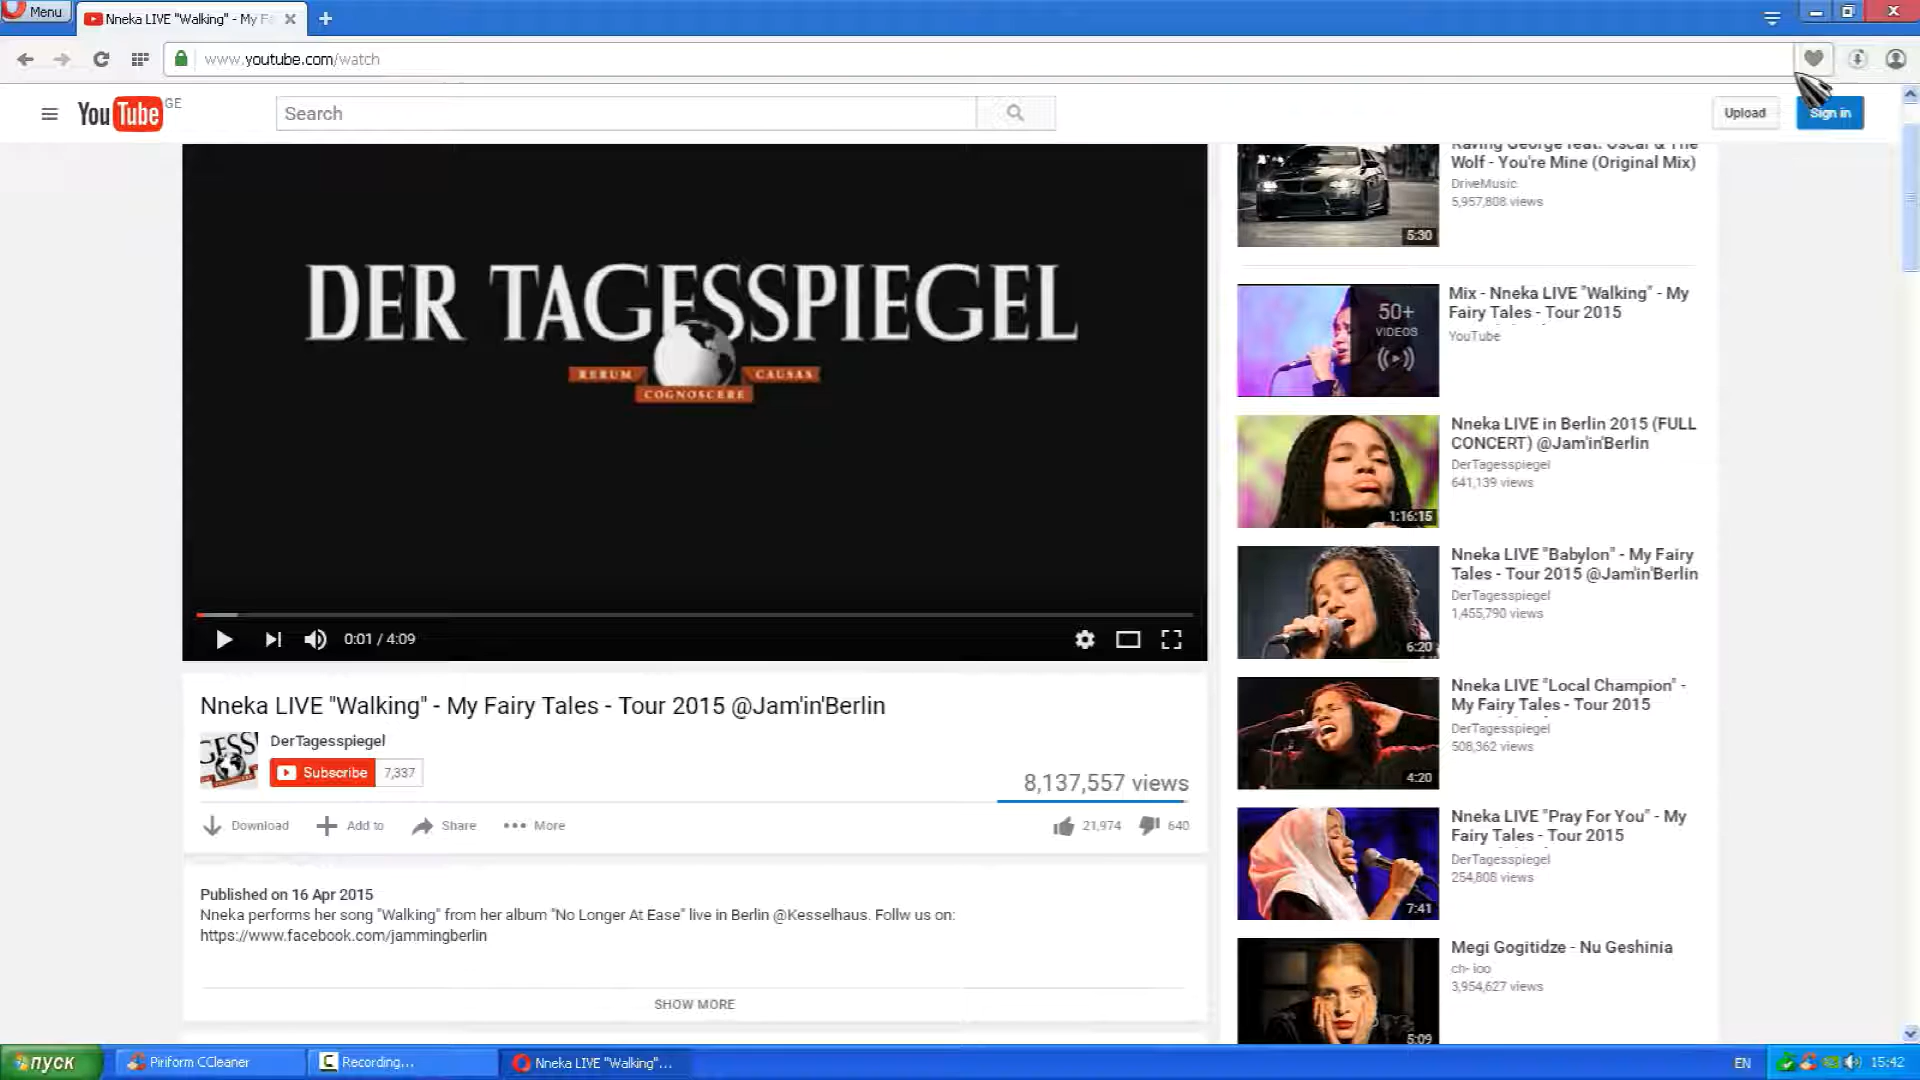 Menu
Nneka LIVE "Walking" - My F
www.youtube.com/watch
YouTube GE
Search
Upload
Sign in
DER TAGESSPIEGEL
RERUM
CAUSAS
COGNOSCERE
0:01 / 4:09
Nneka LIVE "Walking" - My Fairy Tales - Tour 2015 @Jam'in'Berlin
DerTagesspiegel
Subscribe
7,337
8,137,557 views
Download
Add to
Share
More
21,974
640
Published on 16 Apr 2015
Nneka performs her song "Walking" from her album "No Longer At Ease" live in Berlin @Kesselhaus. Follw us on:
https://www.facebook.com/jammingberlin
SHOW MORE
Raving George feat. Oscar & The
Wolf - You're Mine (Original Mix)
DriveMusic
5,957,808 views
5:30
Mix - Nneka LIVE "Walking" - My
Fairy Tales - Tour 2015
YouTube
50+
VIDEOS
Nneka LIVE in Berlin 2015 (FULL
CONCERT) @Jam'in'Berlin
DerTagesspiegel
641,139 views
1:16:15
Nneka LIVE "Babylon" - My Fairy
Tales - Tour 2015 @Jam'in'Berlin
DerTagesspiegel
1,455,790 views
6:20
Nneka LIVE "Local Champion" -
My Fairy Tales - Tour 2015
DerTagesspiegel
508,362 views
4:20
Nneka LIVE "Pray For You" - My
Fairy Tales - Tour 2015
DerTagesspiegel
254,808 views
7:41
Megi Gogitidze - Nu Geshinia
ch- ioo
3,954,627 views
5:09
пуск
Piriform CCleaner
Recording...
Nneka LIVE "Walking"...
EN
15:42